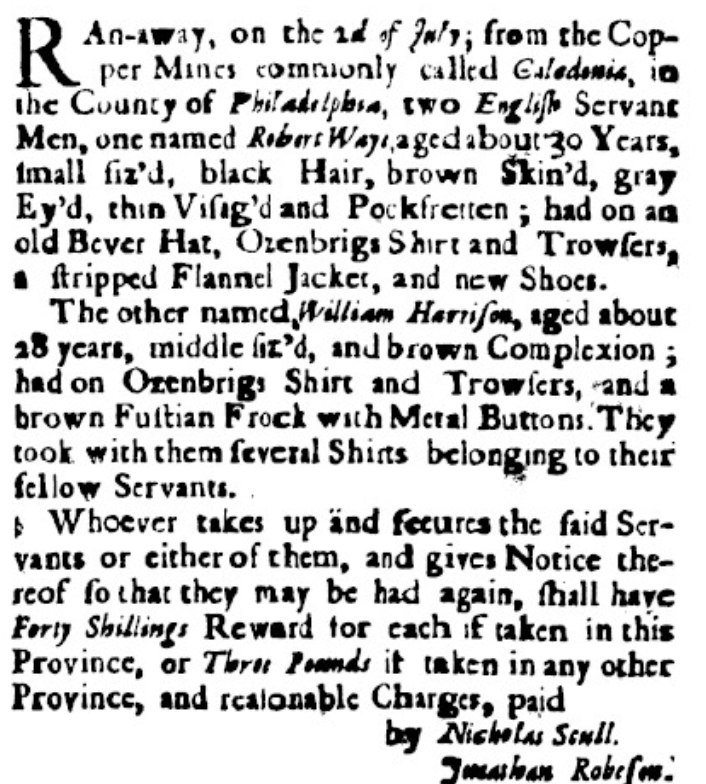 RAn-away, on the 2d of July; from the Cop-
per Mines commonly called Caledonia, in
the County of Philadelphia, two Engliſh Servant
Men, one named Robert Ways, aged about 30 Years,
ſmall ſiz'd, black Hair, brown Skin'd, gray
Ey'd, thin Viſag'd and Pockfretten; had on an
old Bever Hat, Ozenbrigs Shirt and Trowſers,
a ſtripped Flannel Jacket, and new Shoes.
The other named, William Harriſon, aged about
28 years, middle ſiz'd, and brown Complexion;
had on Ozenbrigs Shirt and Trowſers, and a
brown Fuſtian Frock with Metal Buttons. They
took with them ſeveral Shirts belonging to their
fellow Servants.
Whoever takes up and ſecures the ſaid Ser-
vants or either of them, and gives Notice the-
reof ſo that they may be had again, ſhall have
Forty Shillings Reward for each if taken in this
Province, or Three Pounds if taken in any other
Province, and reaſonable Charges, paid
by Nicholas Scull.
Jonathan Robeſon.